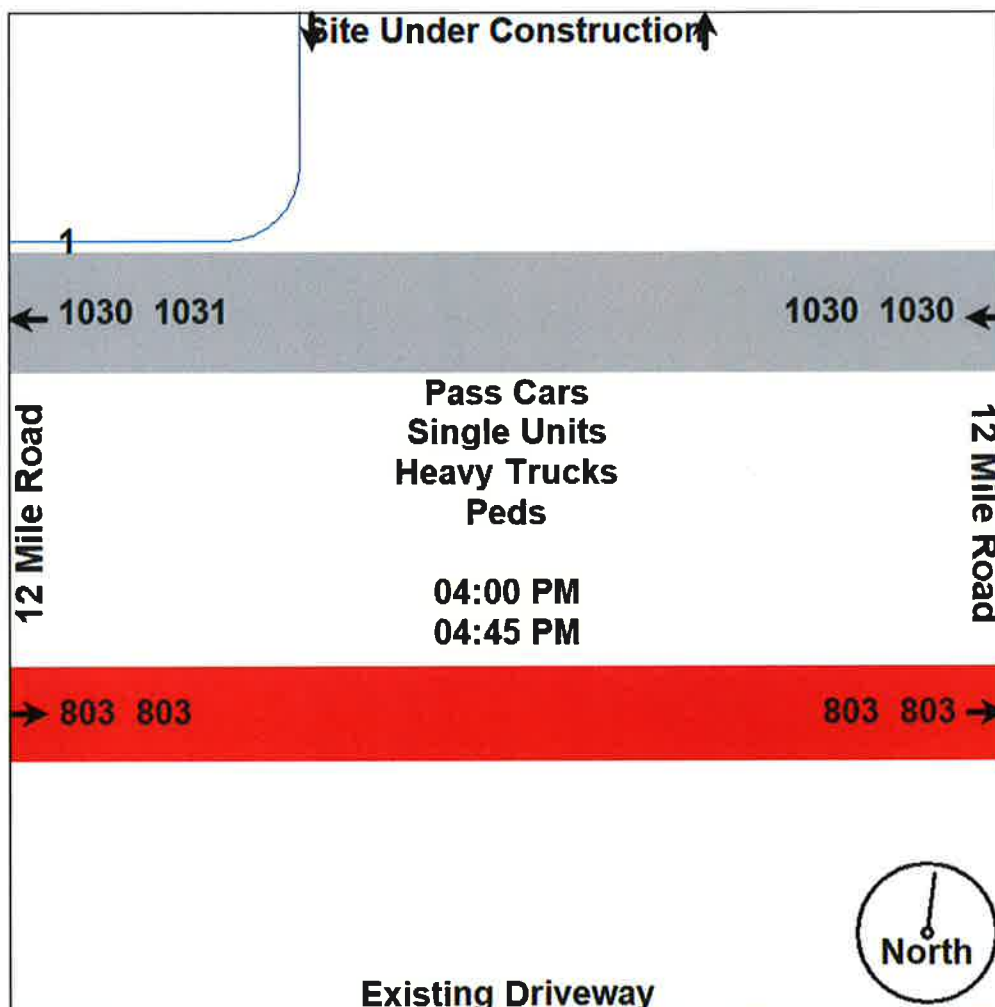 Site Under Construction
1
1030 1031
1030 1030
Pass Cars
Single Units
Heavy Trucks
Peds
12 Mile Road
12 Mile Road
04:00 PM
04:45 PM
803 803
803 803
North
Existing Driveway